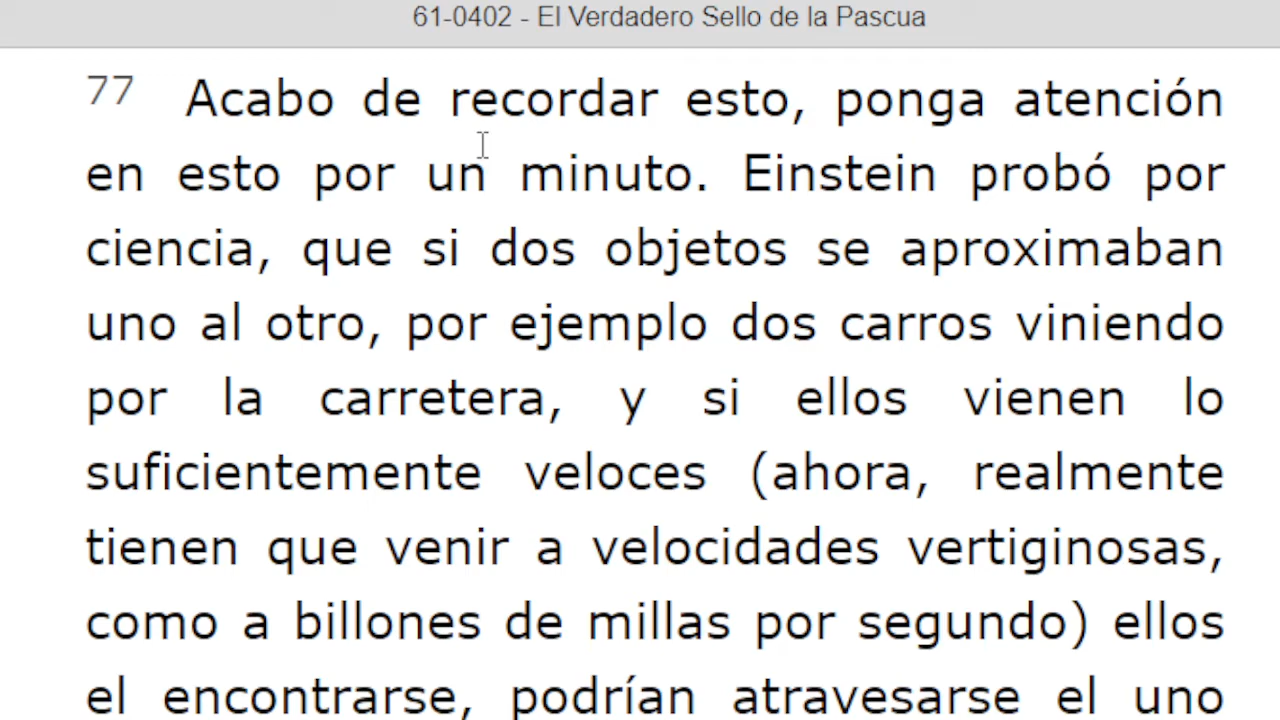 61-0402 - El Verdadero Sello de la Pascua
77 Acabo de recordar esto, ponga atención
en esto por un minuto. Einstein probó por
ciencia, que si dos objetos se aproximaban
uno al otro, por ejemplo dos carros viniendo
por la carretera, y si ellos vienen lo
suficientemente veloces (ahora, realmente
tienen que venir a velocidades vertiginosas,
como a billones de millas por segundo) ellos
el encontrarse, podrían atravesarse el uno